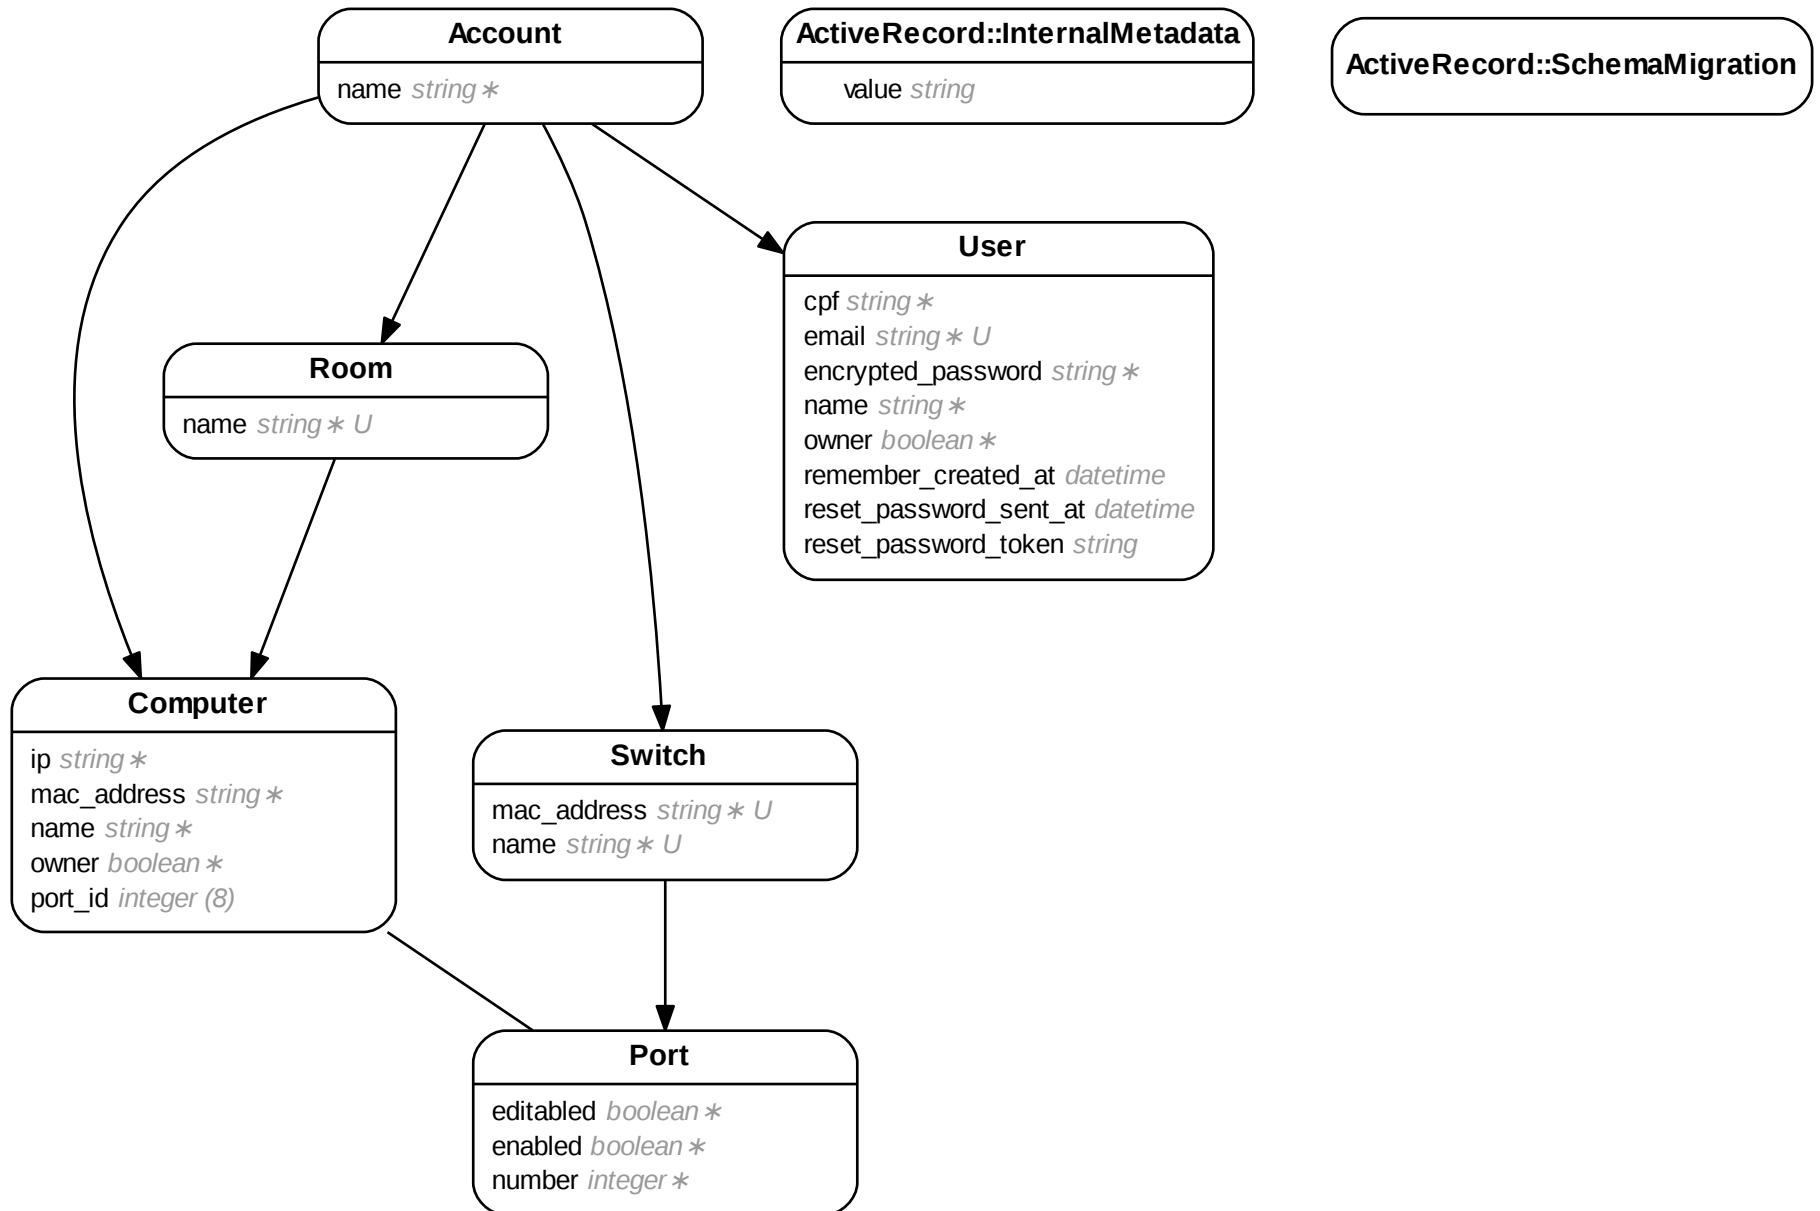 Account
name string ∗
ActiveRecord::InternalMetadata
value string
ActiveRecord::SchemaMigration
User
cpf string ∗
email string ∗ U
encrypted_password string ∗
name string ∗
owner boolean ∗
remember_created_at datetime
reset_password_sent_at datetime
reset_password_token string
Room
name string ∗ U
Computer
ip string ∗
mac_address string ∗
name string ∗
owner boolean ∗
port_id integer (8)
Switch
mac_address string ∗ U
name string ∗ U
Port
editabled boolean ∗
enabled boolean ∗
number integer ∗